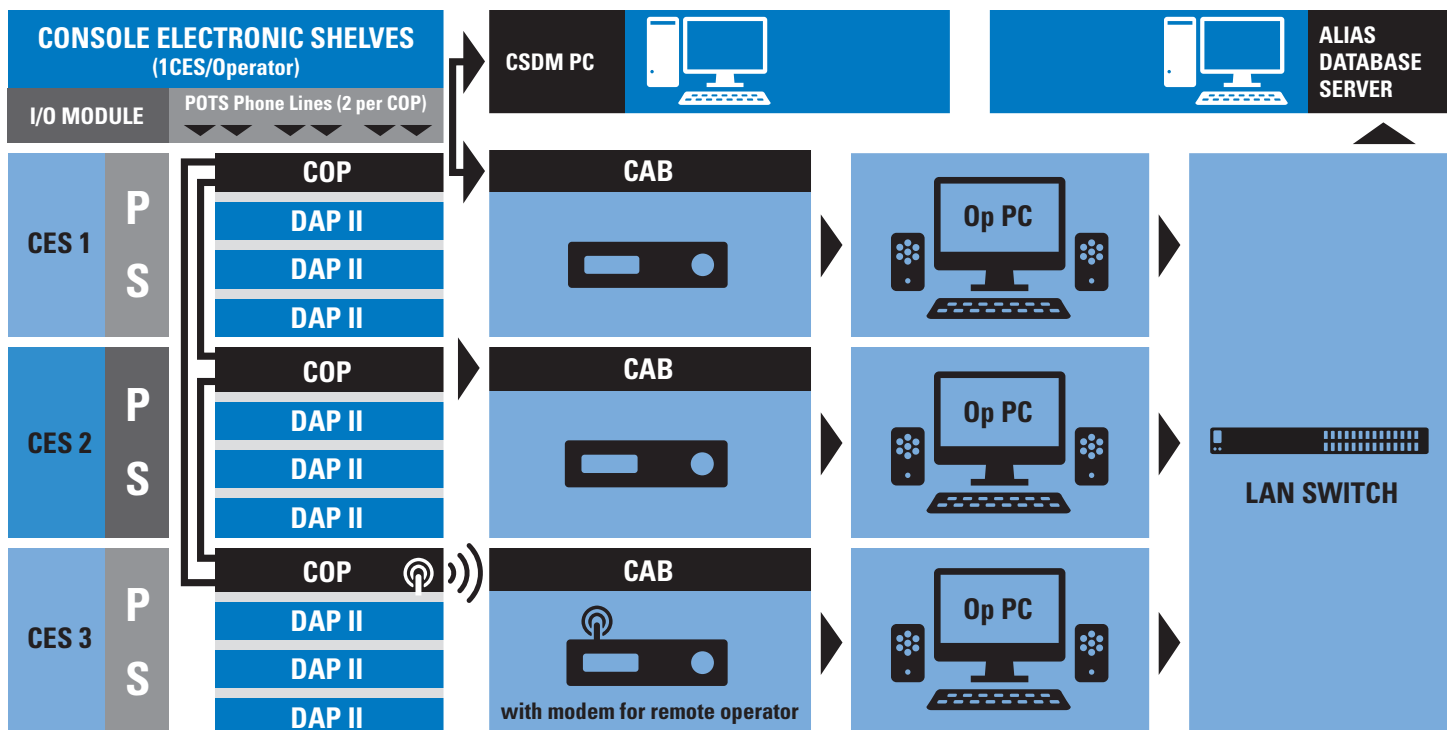 CONSOLE ELECTRONIC SHELVES
(1CES/Operator)
I/O MODULE
POTS Phone Lines (2 per COP)
CSDM PC
ALIAS
DATABASE
SERVER
CES 1
P
S
COP
DAP II
DAP II
DAP II
CAB
Op PC
CES 2
P
S
COP
DAP II
DAP II
DAP II
CAB
Op PC
CES 3
P
S
COP
DAP II
DAP II
DAP II
CAB
with modem for remote operator
Op PC
LAN SWITCH